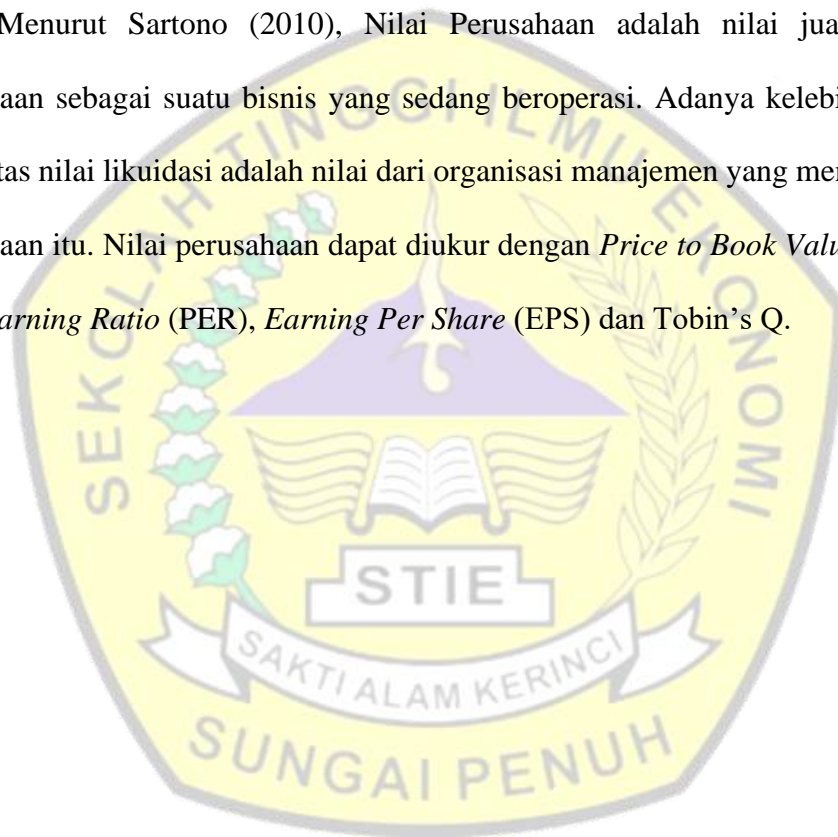 Menurut Sartono (2010), Nilai Perusahaan adalah nilai jua
aan sebagai suatu bisnis yang sedang beroperasi. Adanya kelebi
tas nilai likuidasi adalah nilai dari organisasi manajemen yang men
aan itu. Nilai perusahaan dapat diukur dengan Price to Book Valu
arning Ratio (PER), Earning Per Share (EPS) dan Tobin's Q.
SEKOLAH TINGGI ILMU EKONOMI
STIE
SAKTI ALAM KERINCI
SUNGAI PENUH